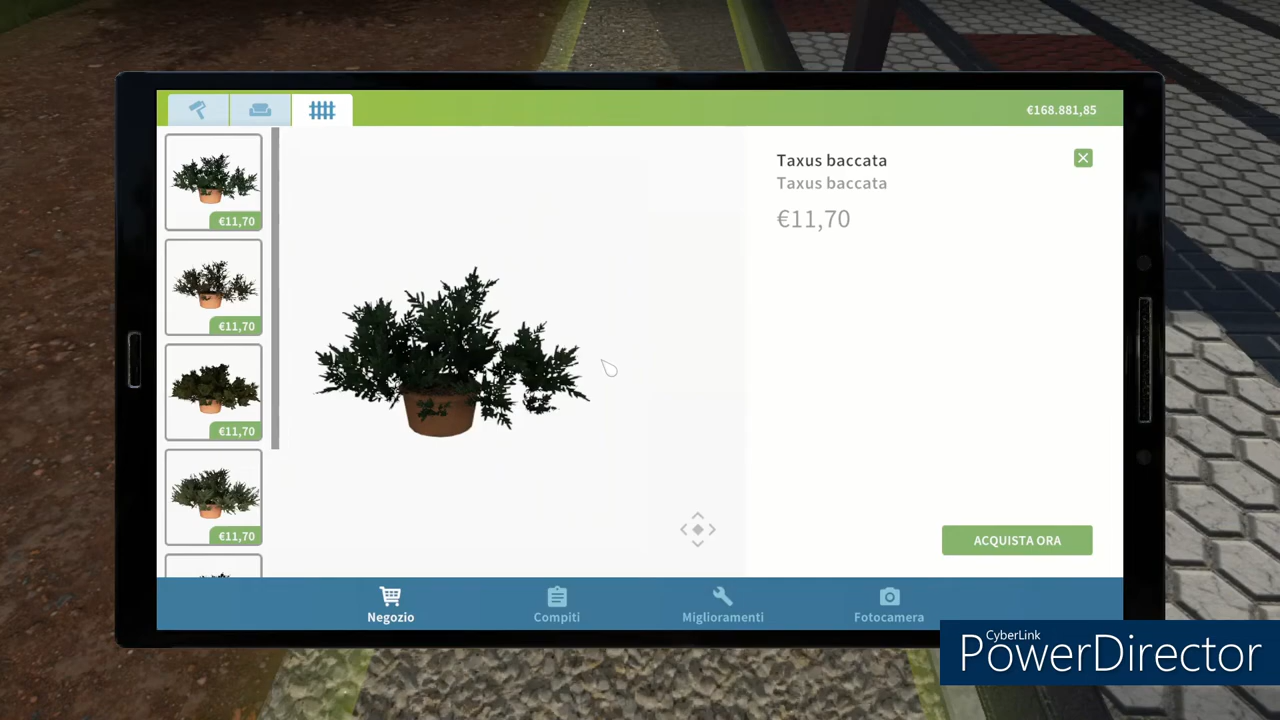 €168.881,85
€11,70
€11,70
€11,70
€11,70
Taxus baccata
Taxus baccata
€11,70
ACQUISTA ORA
Negozio
Compiti
Miglioramenti
Fotocamera
CyberLink
PowerDirector